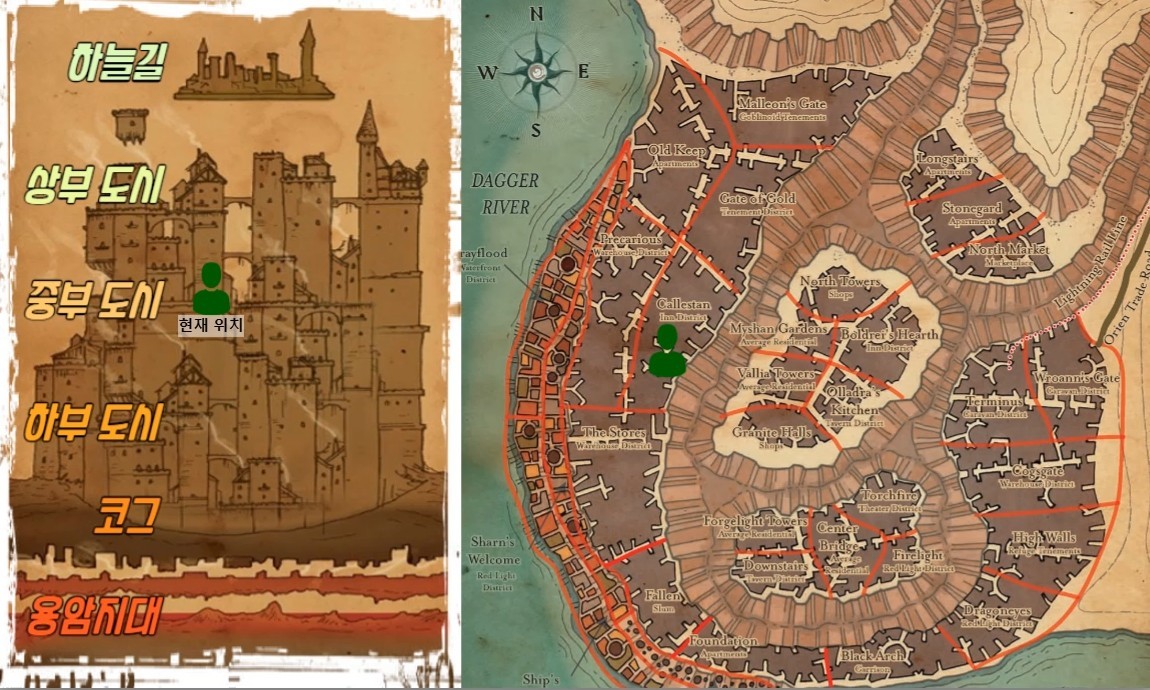 하늘길
상부 도시
중부 도시
현재 위치
하부 도시
코그
용암지대
N
W
E
S
DAGGER
RIVER
Malleon's Gate
Goblinoid Tenements
Old Keep
Apartments
Gate of Gold
Tenement District
Longstairs
Apartments
Stonegard
Apartments
North Market
Marketplace
Precarious
Warehouse District
rayflood
Waterfront
District
Callestan
Inn District
North Towers
Shops
Myshan Gardens
Average Residential
Boldrei's Hearth
Inn District
Vallia Towers
Average Residential
Olladra's
Kitchen
Tavern District
Granite Halls
Shops
The Stores
Warehouse District
Lightning Rail Line
Orien Trade Road
Wroann's Gate
Caravan District
Terminus
Caravan District
Cogsgate
Warehouse District
High Wills
Refuge Tenements
Dragoneyes
Red Light District
Torchfire
Theater District
Forgelight Towers
Average Residential
Center
Bridge
Average
Residential
Firelight
Red Light District
Downstairs
Tavern District
Sharn's
Welcome
Red Light
District
Fallen
Slum
Foundation
Apartments
Black Arch
Garrison
Ship's